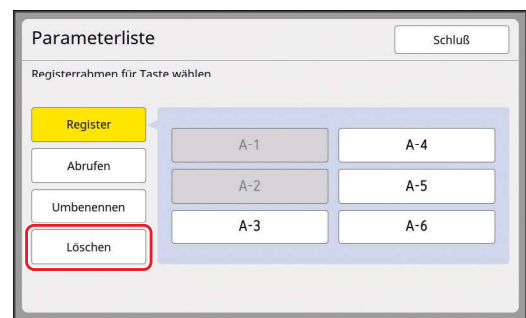 Parameterliste
Schluß
Registerrahmen für Taste wählen
Register
Abrufen
Umbenennen
Löschen
A-1
A-4
A-2
A-5
A-3
A-6